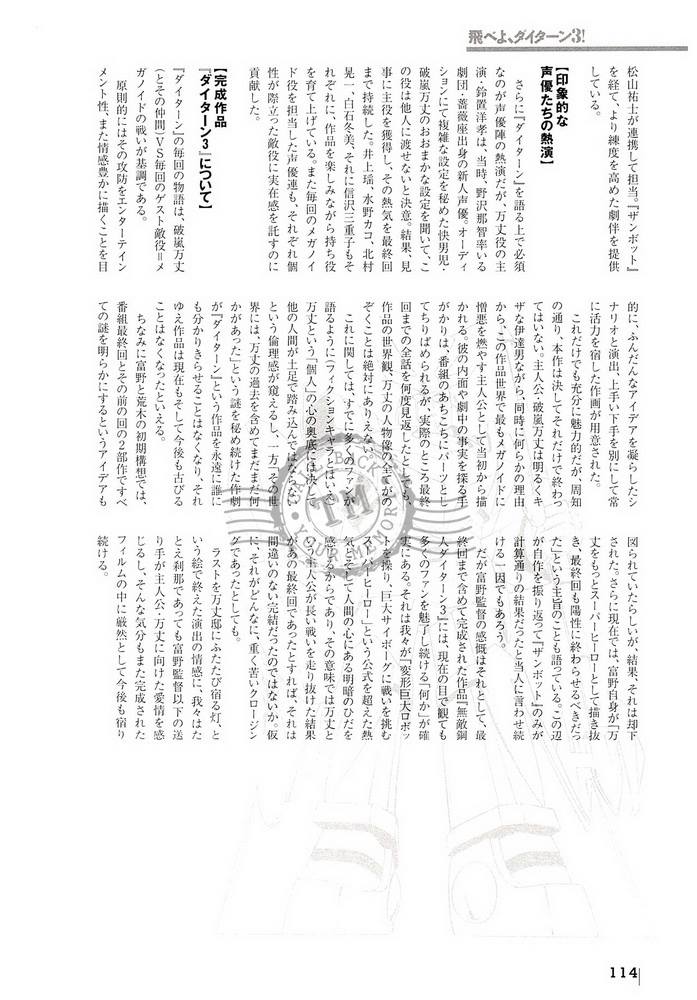 飛べよ、ダイターン3!
松山祐士が連携して担当。『ザンボット』
を経て、より練度を高めた劇伴を提供
している。
【印象的な
声優たちの熱演】
さらに『ダイターン』を語る上で必須
なのが声優陣の熱演だが、万丈役の主
演・鈴置洋孝は、当時、野沢那智率いる
劇団・薔薇座出身の新人声優。オーディ
ションにて複雑な設定を秘めた快男児・
破嵐万丈のおおまかな設定を聞いて、こ
の役は他人に渡せないと決意。結果、見
事に主役を獲得し、その熱気を最終回
まで持続した。井上瑤、水野カコ、北村
晃一、白石冬美、それに信沢三重子もそ
れぞれに、作品を楽しみながら持ち役
を育て上げている。また毎回のメガノイ
ド役を担当した声優連も、それぞれ個
性が際立った敵役に実在感を託すのに
貢献した。
【完成作品
『ダイターン3』について】
『ダイターン』の毎回の物語は、破嵐万丈
(とその仲間)VS毎回のゲスト敵役=メ
ガノイドの戦いが基調である。
原則的にはその攻防をエンターテイン
メント性、また情感豊かに描くことを目
的に、ふんだんなアイデアを凝らしたシ
ナリオと演出、上手い下手を別にして常
に活力を宿した作画が用意された。
これだけでも充分に魅力的だが、周知
の通り、本作は決してそれだけで終わっ
てはいない。主人公・破嵐万丈は明るくキ
ザな伊達男ながら、同時に何らかの理由
から、この作品世界で最もメガノイドに
憎悪を燃やす主人公として当初から描
かれる。彼の内面や劇中の事実を探る手
がかりは、番組のあちこちにパーツとし
てちりばめられるが、実際のところ最終
回までの全話を何度見返したとしても、
作品の世界観、万丈の人物像の全てがの
ぞくことは絶対にありえない。
これに関しては、すでに多くのファンが
語るように(フィクションキャラとはいえ)
万丈という「個人」の心の奥底には決して
他の人間が土足で踏み込んではならない
という倫理感が窺えるし、一方「その世
界には、万丈の過去を含めてまだまだ何
かがあった」という謎を秘め続けた作劇
が『ダイターン』という作品を永遠に誰に
も分かりきらせることはなくなり、それ
ゆえ作品は現在もそして今後も古びる
ことはなくなったといえる。
ちなみに富野と荒木の初期構想では、
番組最終回とその前の回の2部作ですべ
ての謎を明らかにするというアイデアも
図られていたらしいが、結果、それは却下
された。さらに現在では、富野自身が「万
丈をもっとスーパーヒーローとして描き抜
き、最終回も陽性に終わらせるべきだっ
た」という主旨のことも語っている。この辺
が自作を振り返って『ザンボット』のみが
計算通りの結果だったと当人に言わせ続
ける一因でもあろう。
だが富野監督の感慨はそれとして、最
終回まで含めて完成された作品『無敵鋼
人ダイターン3』には、現在の目で観ても
多くのファンを魅了し続ける「何か」が確
実にある。それは我々が「変形巨大ロボッ
トを操り、巨大サイボーグに戦いを挑む
スーパーヒーロー」という公式を超えた熱
気とそして人間の心にある明暗のひだを
感じるからであり、その意味では万丈と
いう主人公が長い戦いを走り抜けた結果
があの最終回であったとすれば、それは
間違いのない完結だったのではないか。仮
に、それがどんなに、重く苦いクロージン
グであったとしても。
ラストを万丈邸にふたたび宿る灯、と
いう絵で終えた演出の情感に、我々はた
とえ刹那であっても富野監督以下の送
り手が主人公・万丈に向けた愛情を感
じるし、そんな気分もまた完成された
フィルムの中に厳然として今後も宿り
続ける。
114